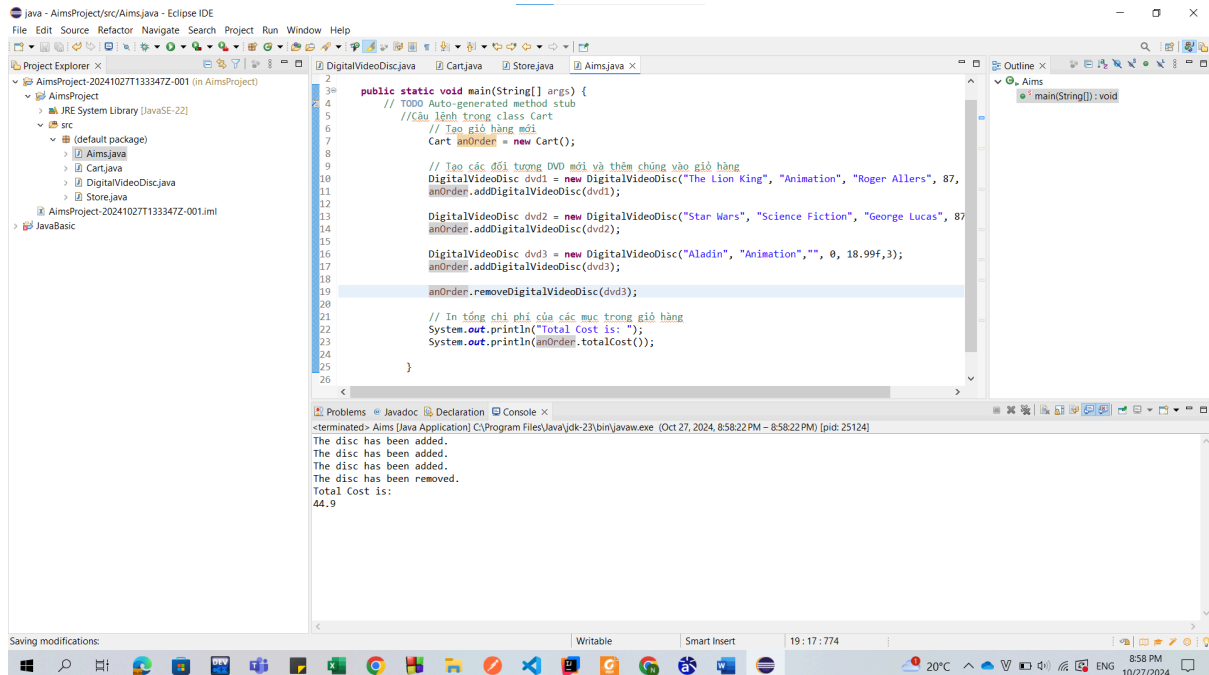 java - AimsProject/src/Aims.java - Eclipse IDE
File Edit Source Refactor Navigate Search Project Run Window Help
Project Explorer
AimsProject-20241027T133347Z-001 (in AimsProject)
AimsProject
JRE System Library [JavaSE-22]
src
(default package)
Aims.java
Cart.java
DigitalVideoDisc.java
Store.java
AimsProject-20241027T133347Z-001.iml
JavaBasic
DigitalVideoDisc.java Cart.java Store.java Aims.java
2
3 public static void main(String[] args) {
4 // TODO Auto-generated method stub
5 //Câu lệnh trong class Cart
6 // Tạo giỏ hàng mới
7 Cart anOrder = new Cart();
8
9 // Tạo các đối tượng DVD mới và thêm chúng vào giỏ hàng
10 DigitalVideoDisc dvd1 = new DigitalVideoDisc("The Lion King", "Animation", "Roger Allers", 87,
11 anOrder.addDigitalVideoDisc(dvd1);
12
13 DigitalVideoDisc dvd2 = new DigitalVideoDisc("Star Wars", "Science Fiction", "George Lucas", 87
14 anOrder.addDigitalVideoDisc(dvd2);
15
16 DigitalVideoDisc dvd3 = new DigitalVideoDisc("Aladin", "Animation","", 0, 18.99f,3);
17 anOrder.addDigitalVideoDisc(dvd3);
18
19 anOrder.removeDigitalVideoDisc(dvd3);
20
21 // In tổng chi phí của các mục trong giỏ hàng
22 System.out.println("Total Cost is: ");
23 System.out.println(anOrder.totalCost());
24
25 }
26
Outline
Aims
main(String[]) : void
Problems Javadoc Declaration Console
<terminated> Aims [Java Application] C:\Program Files\Java\jdk-23\bin\javaw.exe (Oct 27, 2024, 8:58:22 PM – 8:58:22 PM) [pid: 25124]
The disc has been added.
The disc has been added.
The disc has been added.
The disc has been removed.
Total Cost is:
44.9
Saving modifications: Writable Smart Insert 19 : 17 : 774
20°C ENG 8:58 PM
10/27/2024